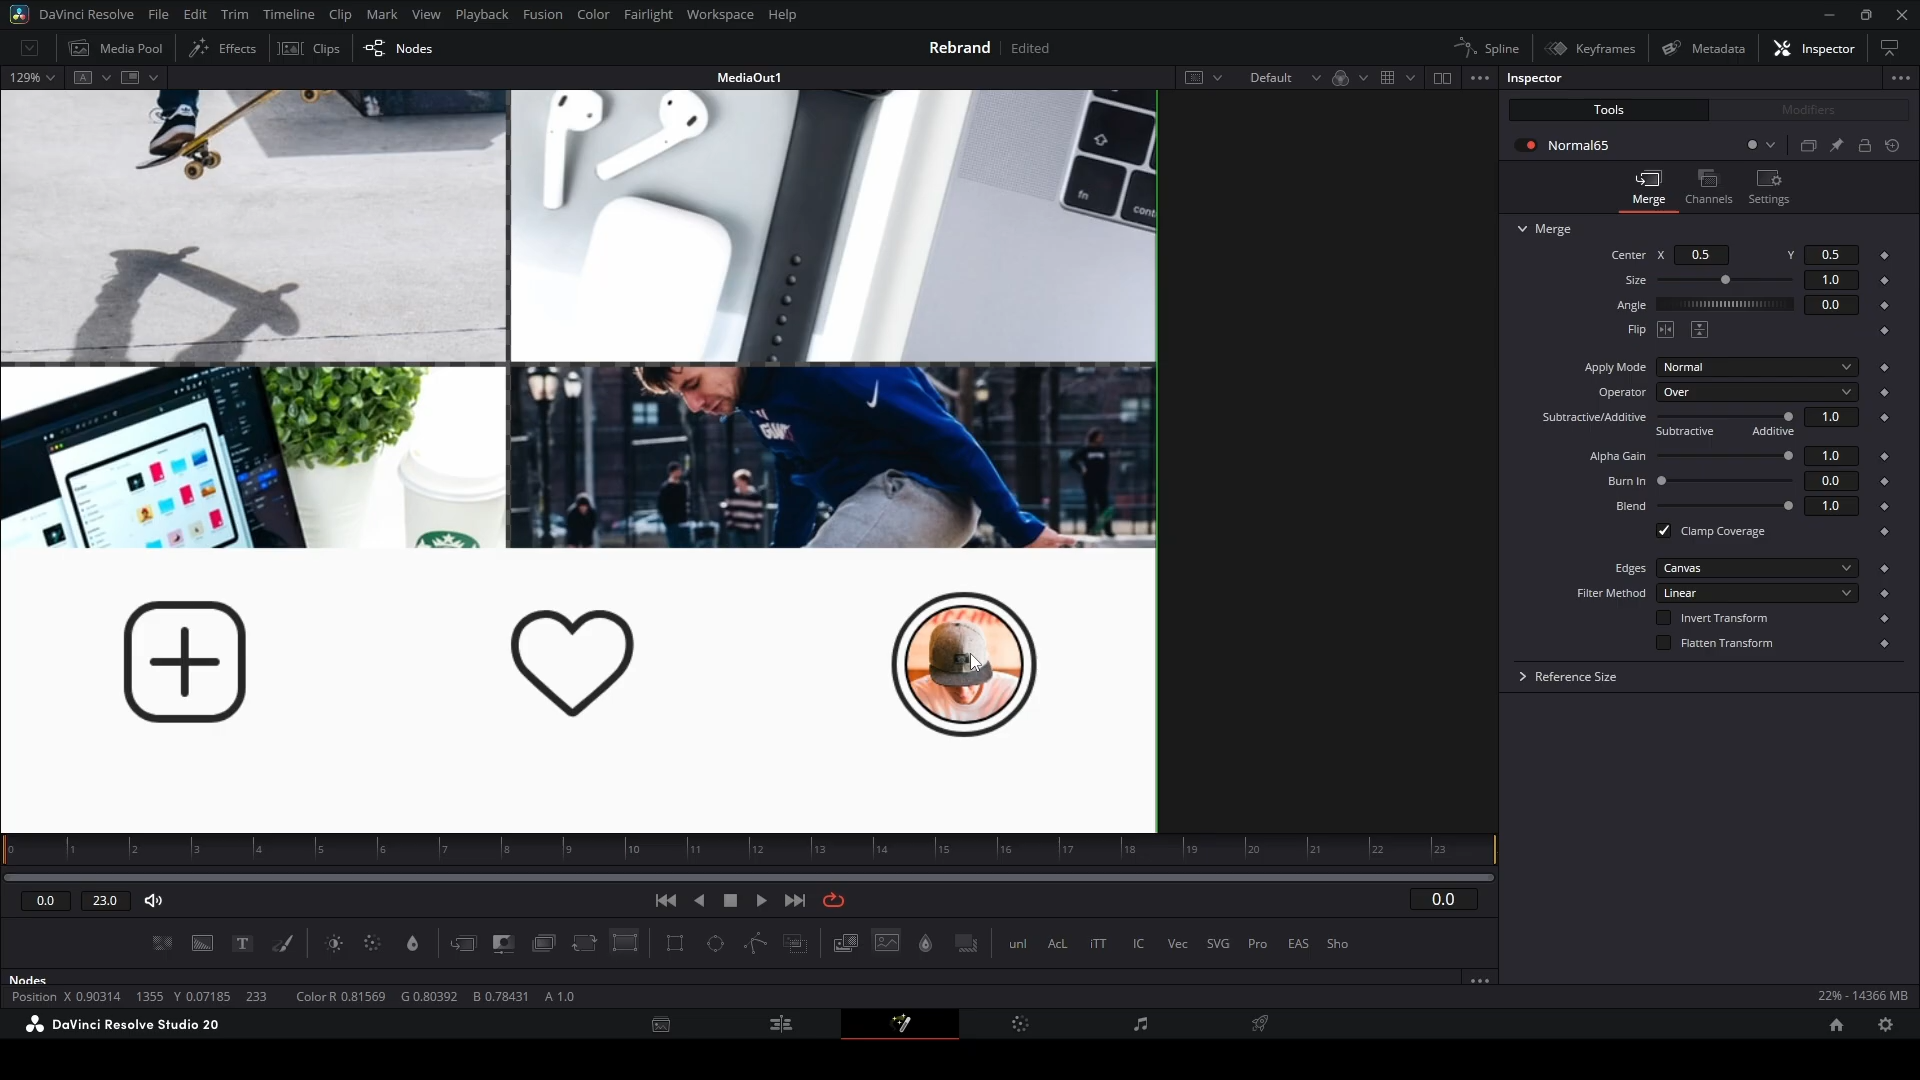 DaVinci Resolve File Edit Trim Timeline Clip Mark View Playback Fusion Color Fairlight Workspace Help
Media Pool Effects Clips Nodes Rebrand Edited Spline Keyframes Metadata Inspector
129% A MediaOut1 Default Inspector
Tools Modifiers
Normal65
Merge Channels Settings
Merge
Center X 0.5 Y 0.5
Size 1.0
Angle 0.0
Flip
Apply Mode Normal
Operator Over
Subtractive/Additive 1.0
Subtractive Additive
Alpha Gain 1.0
Burn In 0.0
Blend 1.0
Clamp Coverage
Edges Canvas
Filter Method Linear
Invert Transform
Flatten Transform
Reference Size
fn
cont
GIANTS
0 1 2 3 4 5 6 7 8 9 10 11 12 13 14 15 16 17 18 19 20 21 22 23
0.0 23.0 0.0
T unl AcL iTT IC Vec SVG Pro EAS Sho
Nodes
Position X 0.90314 1355 Y 0.07185 233 Color R 0.81569 G 0.80392 B 0.78431 A 1.0 22% - 14366 MB
DaVinci Resolve Studio 20